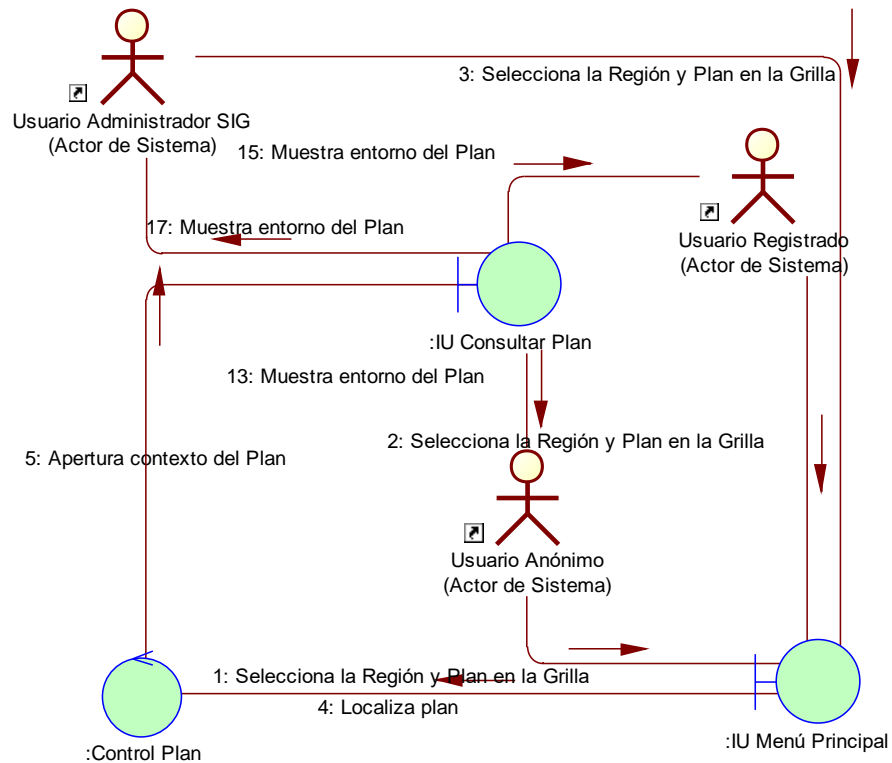 3: Selecciona la Región y Plan en la Grilla
Usuario Administrador SIG
(Actor de Sistema)
15: Muestra entorno del Plan
17: Muestra entorno del Plan
Usuario Registrado
(Actor de Sistema)
:IU Consultar Plan
13: Muestra entorno del Plan
2: Selecciona la Región y Plan en la Grilla
5: Apertura contexto del Plan
Usuario Anónimo
(Actor de Sistema)
1: Selecciona la Región y Plan en la Grilla
4: Localiza plan
:Control Plan
:IU Menú Principal